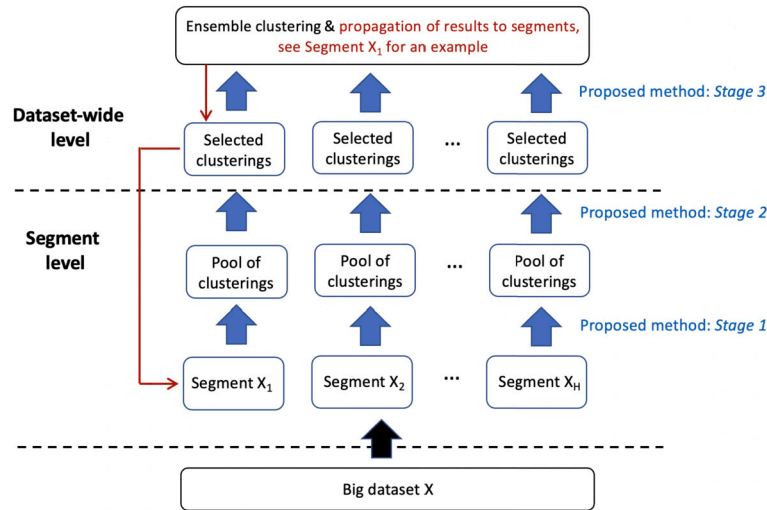 Ensemble clustering & propagation of results to segments,
see Segment X₁ for an example
Proposed method: Stage 3
Dataset-wide
level
Selected
clusterings
Selected
clusterings
...
Selected
clusterings
Proposed method: Stage 2
Segment
level
Pool of
clusterings
Pool of
clusterings
...
Pool of
clusterings
Proposed method: Stage 1
Segment X₁
Segment X₂
...
Segment Xₕ
Big dataset X